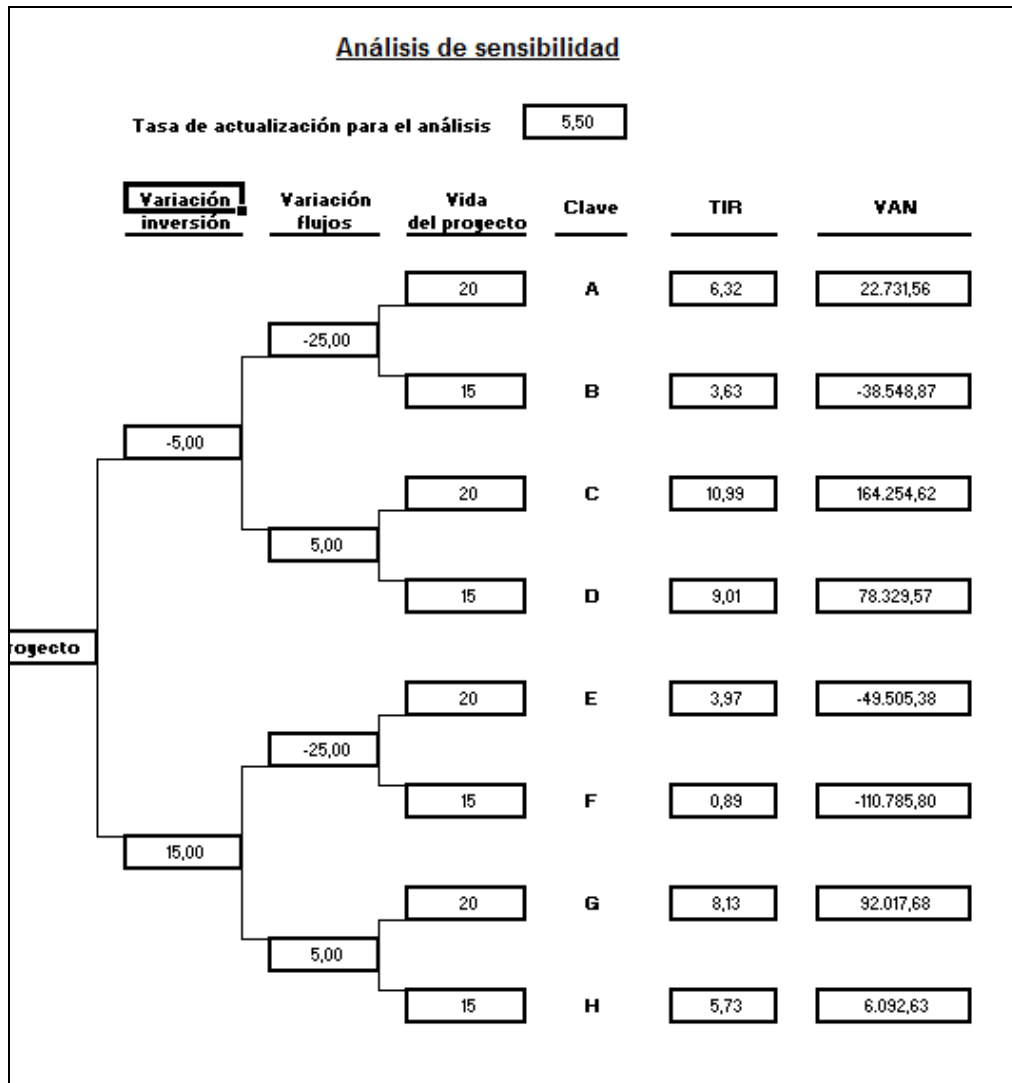 Análisis de sensibilidad
Tasa de actualización para el análisis 5,50
Variación Variación Vida Clave TIR VAN
inversión flujos del proyecto
20 A 6,32 22.731,56
-25,00
15 B 3,63 -38.548,87
-5,00
20 C 10,99 164.254,62
5,00
15 D 9,01 78.329,57
royecto
20 E 3,97 -49.505,38
-25,00
15 F 0,89 -110.785,80
15,00
20 G 8,13 92.017,68
5,00
15 H 5,73 6.092,63